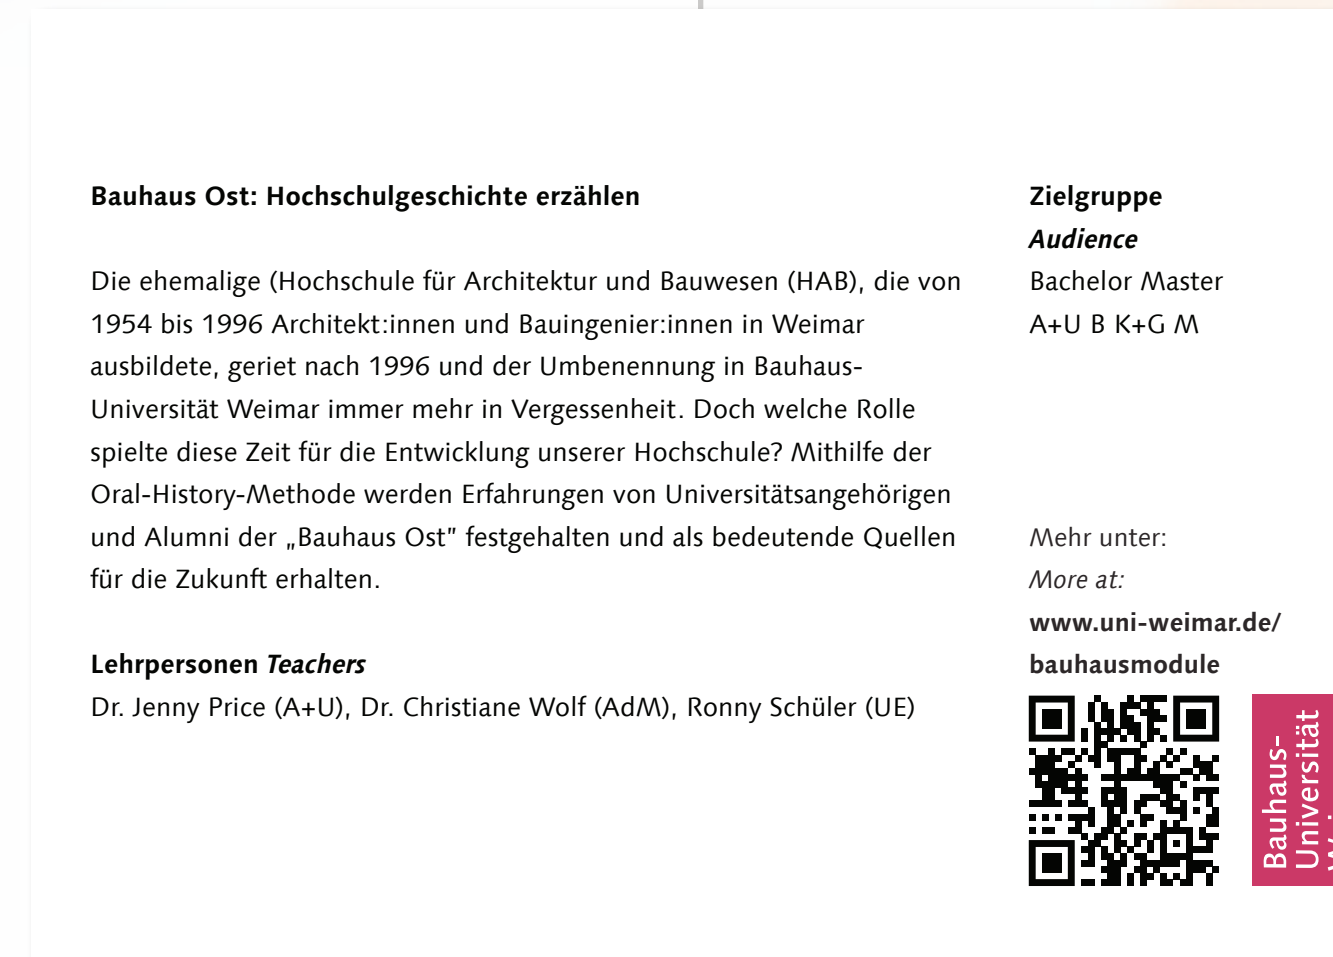 Bauhaus Ost: Hochschulgeschichte erzählen
Die ehemalige (Hochschule für Architektur und Bauwesen (HAB), die von
1954 bis 1996 Architekt:innen und Bauingenier:innen in Weimar
ausbildete, geriet nach 1996 und der Umbenennung in Bauhaus-
Universität Weimar immer mehr in Vergessenheit. Doch welche Rolle
spielte diese Zeit für die Entwicklung unserer Hochschule? Mithilfe der
Oral-History-Methode werden Erfahrungen von Universitätsangehörigen
und Alumni der „Bauhaus Ost” festgehalten und als bedeutende Quellen
für die Zukunft erhalten.
Lehrpersonen Teachers
Dr. Jenny Price (A+U), Dr. Christiane Wolf (AdM), Ronny Schüler (UE)
Zielgruppe
Audience
Bachelor Master
A+U B K+G M
Mehr unter:
More at:
www.uni-weimar.de/
bauhausmodule
Bauhaus-
Universität